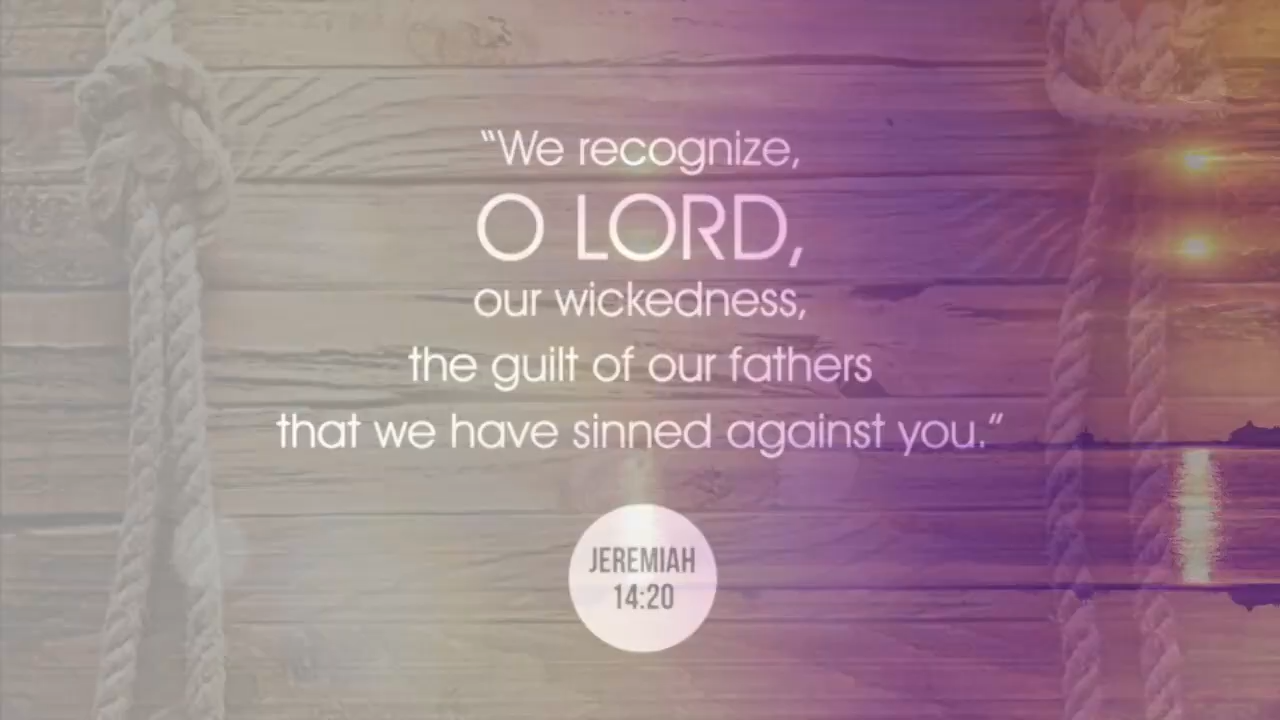 “We recognize,
O LORD,
our wickedness,
the guilt of our fathers
that we have sinned against you.”
JEREMIAH
14:20